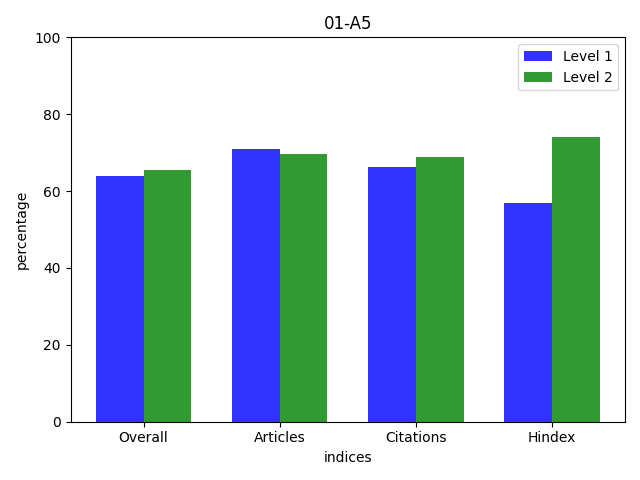 01-A5
100
80
60
40
20
0
percentage
Level 1
Level 2
Overall Articles Citations Hindex
indices